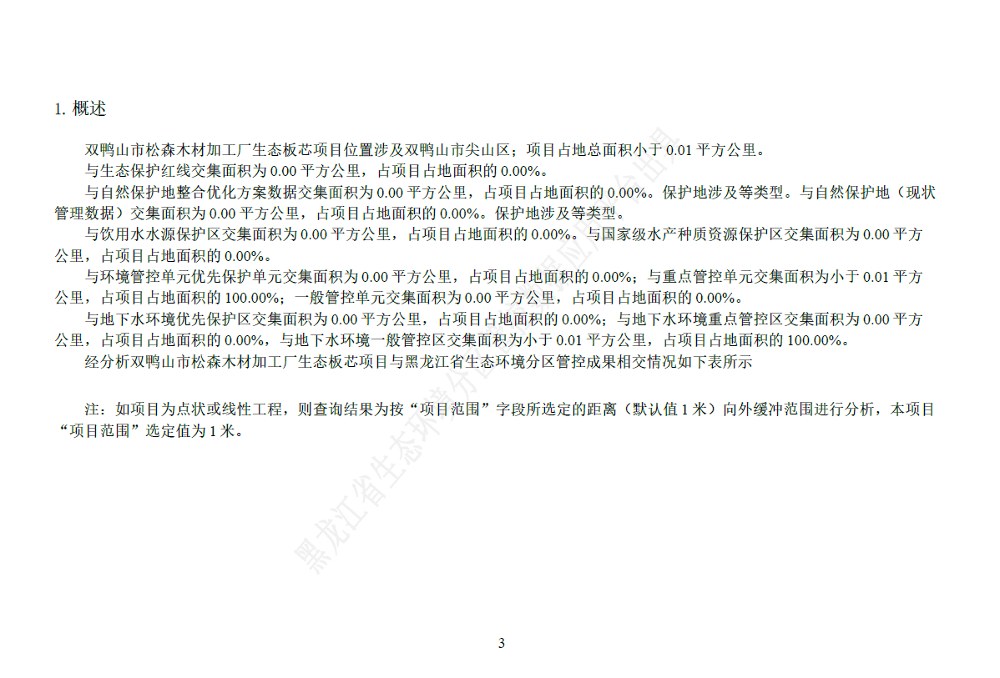 1. 概述
双鸭山市松森木材加工厂生态板芯项目位置涉及双鸭山市尖山区；项目占地总面积小于 0.01 平方公里。
与生态保护红线交集面积为 0.00 平方公里，占项目占地面积的 0.00%。
与自然保护地整合优化方案数据交集面积为 0.00 平方公里，占项目占地面积的 0.00%。保护地涉及等类型。与自然保护地（现状
管理数据）交集面积为 0.00 平方公里，占项目占地面积的 0.00%。保护地涉及等类型。
与饮用水水源保护区交集面积为 0.00 平方公里，占项目占地面积的 0.00%。与国家级水产种质资源保护区交集面积为 0.00 平方
公里，占项目占地面积的 0.00%。
与环境管控单元优先保护单元交集面积为 0.00 平方公里，占项目占地面积的 0.00%；与重点管控单元交集面积为小于 0.01 平方
公里，占项目占地面积的 100.00%；一般管控单元交集面积为 0.00 平方公里，占项目占地面积的 0.00%。
与地下水环境优先保护区交集面积为 0.00 平方公里，占项目占地面积的 0.00%；与地下水环境重点管控区交集面积为 0.00 平方
公里，占项目占地面积的 0.00%，与地下水环境一般管控区交集面积为小于 0.01 平方公里，占项目占地面积的 100.00%。
经分析双鸭山市松森木材加工厂生态板芯项目与黑龙江省生态环境分区管控成果相交情况如下表所示
注：如项目为点状或线性工程，则查询结果为按“项目范围”字段所选定的距离（默认值 1 米）向外缓冲范围进行分析，本项目
“项目范围”选定值为 1 米。
黑龙江省生态环境分区管控数据应用平台出具
3